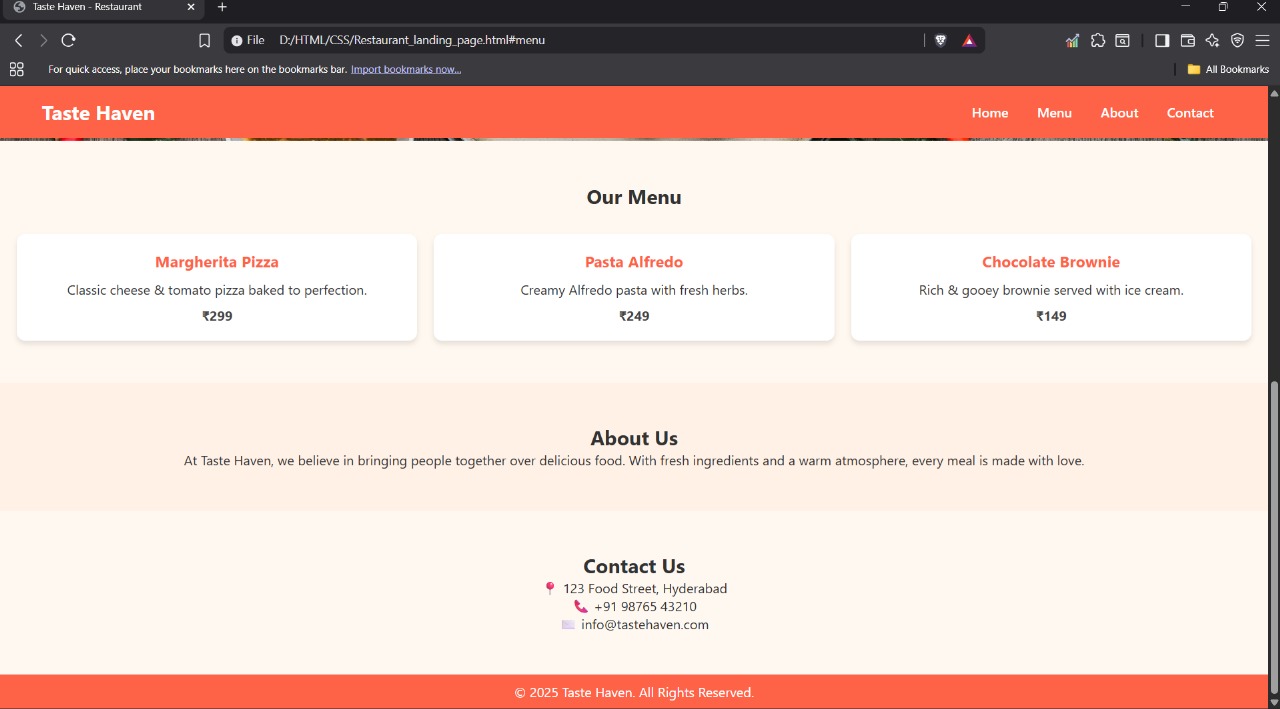 Taste Haven - Restaurant
File D:/HTML/CSS/Restaurant_landing_page.html#menu
For quick access, place your bookmarks here on the bookmarks bar. Import bookmarks now...
All Bookmarks
Taste Haven
Home Menu About Contact
Our Menu
Margherita Pizza
Classic cheese & tomato pizza baked to perfection.
₹299
Pasta Alfredo
Creamy Alfredo pasta with fresh herbs.
₹249
Chocolate Brownie
Rich & gooey brownie served with ice cream.
₹149
About Us
At Taste Haven, we believe in bringing people together over delicious food. With fresh ingredients and a warm atmosphere, every meal is made with love.
Contact Us
📍 123 Food Street, Hyderabad
📞 +91 98765 43210
✉️ info@tastehaven.com
© 2025 Taste Haven. All Rights Reserved.